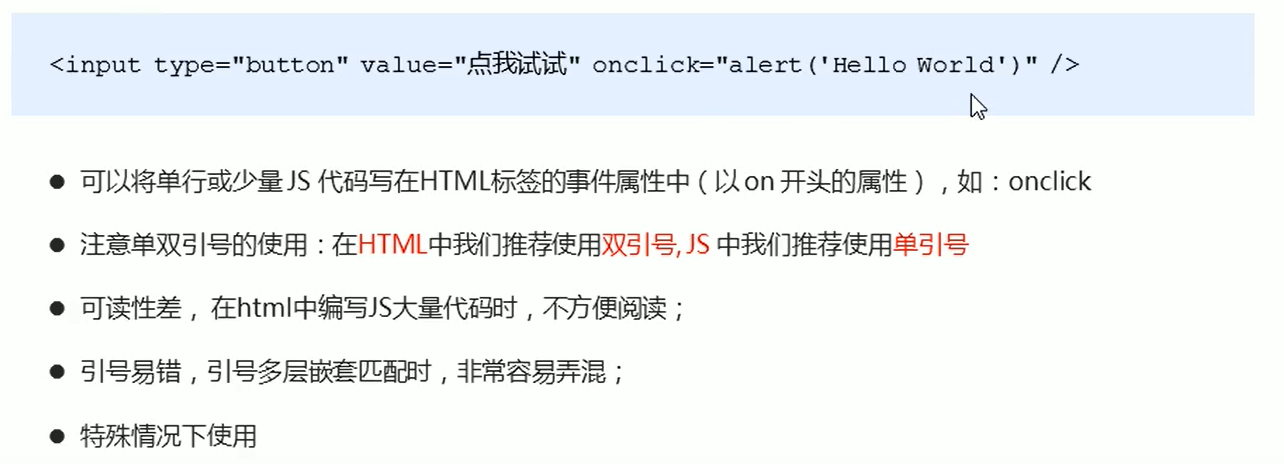 <input type="button" value="点我试试" onclick="alert('Hello World')" />
● 可以将单行或少量 JS 代码写在HTML标签的事件属性中（以 on 开头的属性），如：onclick
● 注意单双引号的使用：在HTML中我们推荐使用双引号, JS 中我们推荐使用单引号
● 可读性差， 在html中编写JS大量代码时，不方便阅读；
● 引号易错，引号多层嵌套匹配时，非常容易弄混；
● 特殊情况下使用